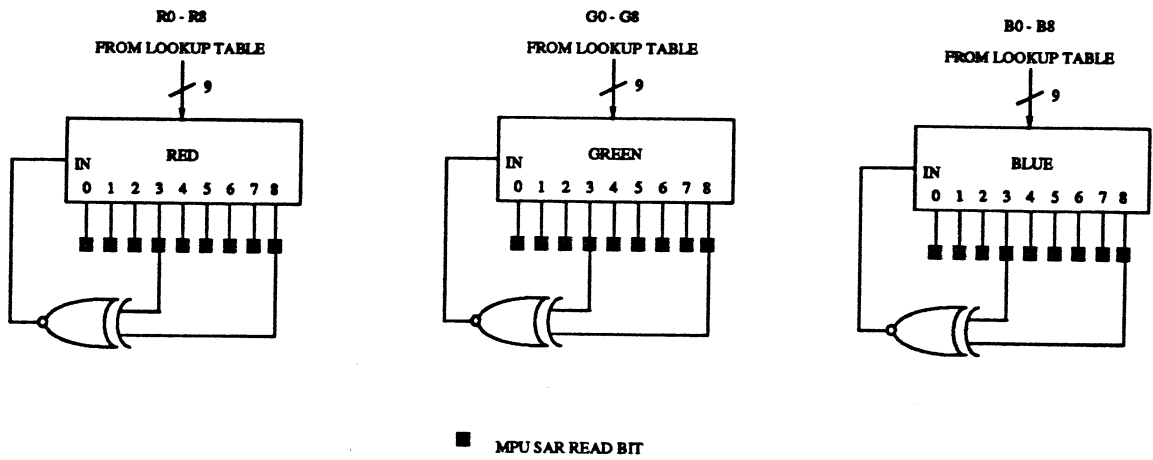 R0 - R8
FROM LOOKUP TABLE
9
RED
IN
0 1 2 3 4 5 6 7 8
G0 - G8
FROM LOOKUP TABLE
9
GREEN
IN
0 1 2 3 4 5 6 7 8
B0 - B8
FROM LOOKUP TABLE
9
BLUE
IN
0 1 2 3 4 5 6 7 8
MPU SAR READ BIT